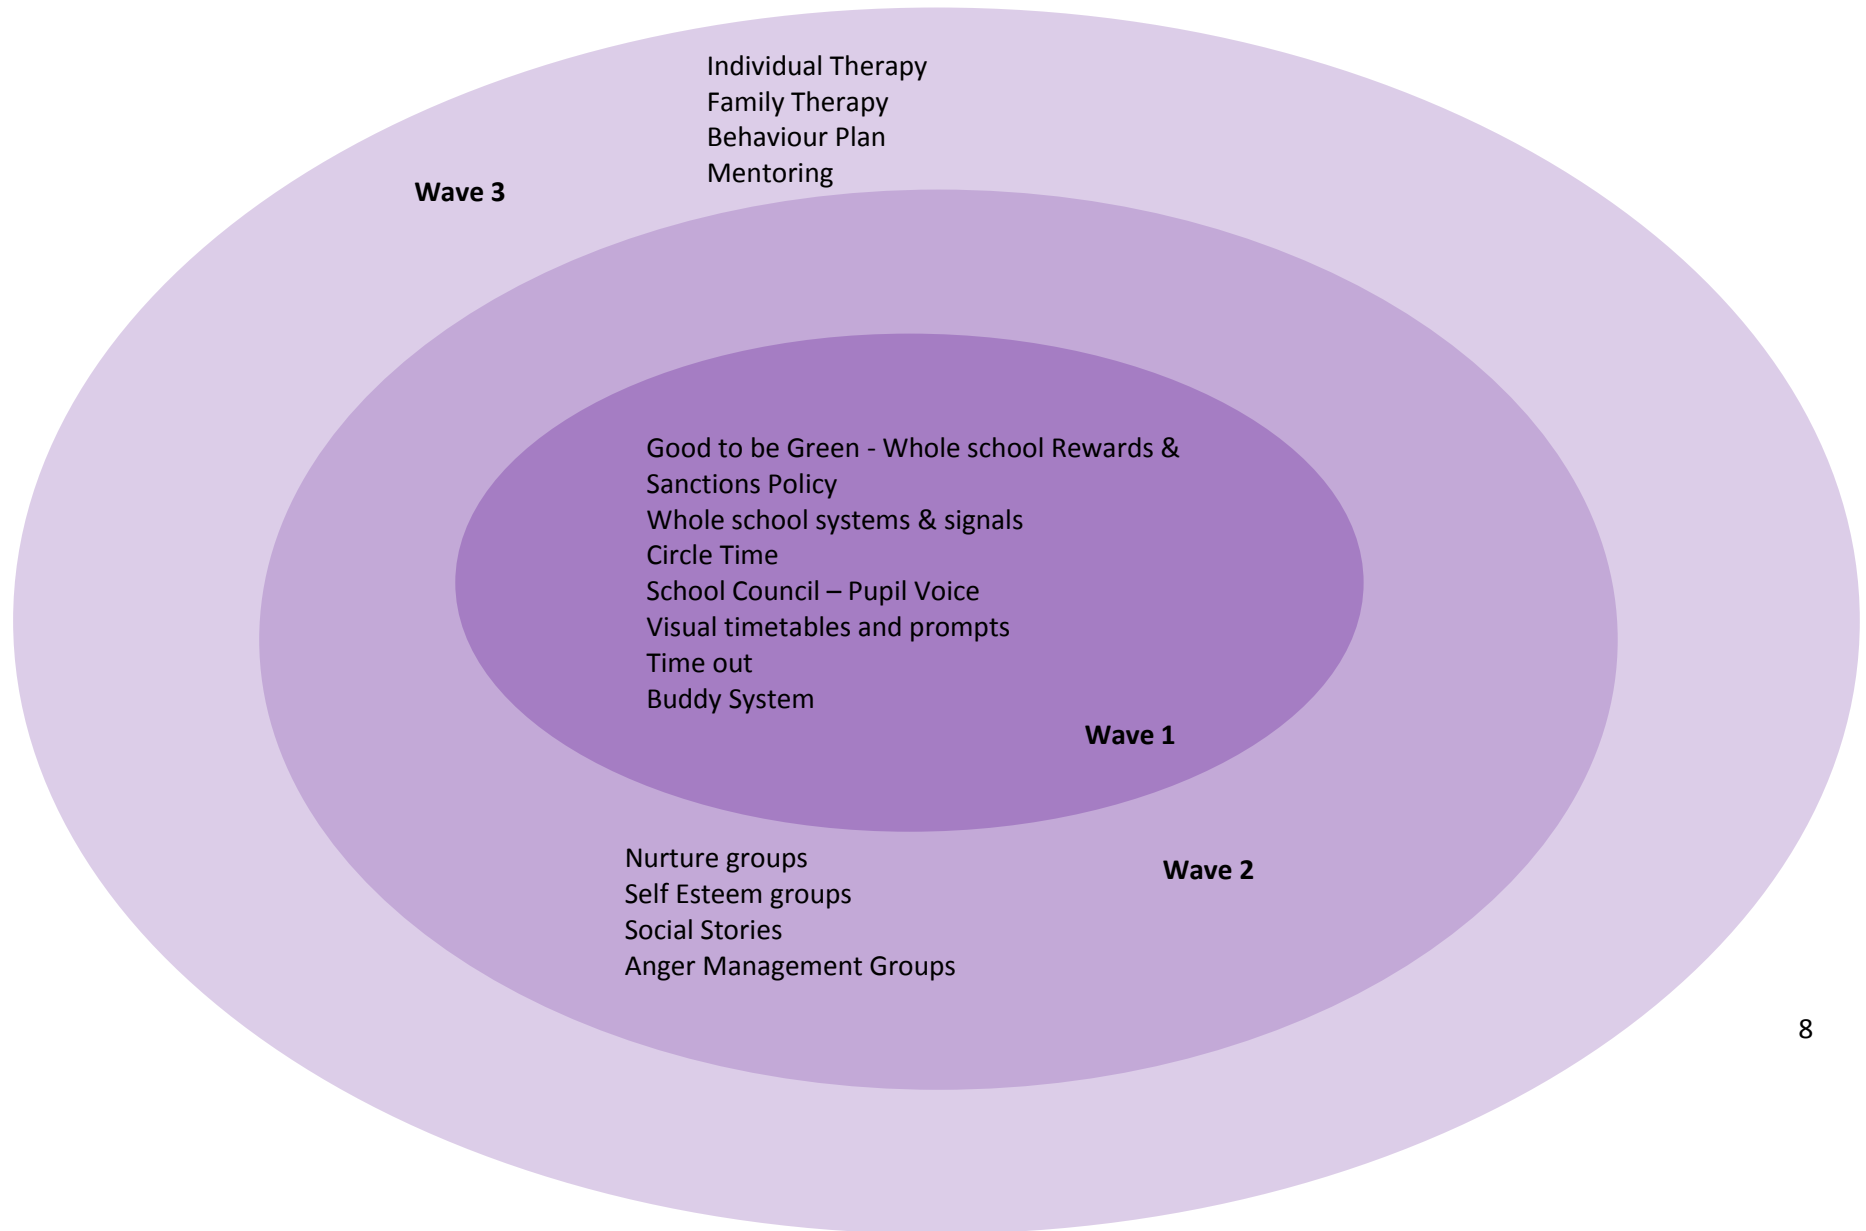 Individual Therapy
Family Therapy
Behaviour Plan
Mentoring
Wave 3
Good to be Green - Whole school Rewards &
Sanctions Policy
Whole school systems & signals
Circle Time
School Council – Pupil Voice
Visual timetables and prompts
Time out
Buddy System
Wave 1
Nurture groups
Self Esteem groups
Social Stories
Anger Management Groups
Wave 2
8